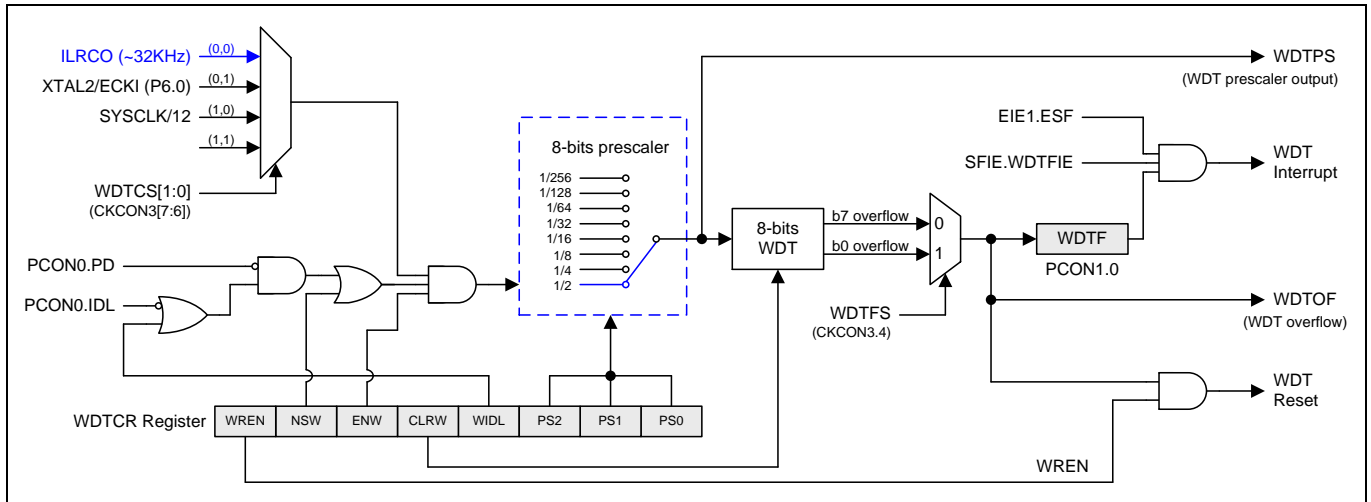 ILRCO (~32KHz)
(0,0)
XTAL2/ECKI (P6.0)
(0,1)
SYSCLK/12
(1,0)
(1,1)
WDTCS[1:0]
(CKCON3[7:6])
PCON0.PD
PCON0.IDL
8-bits prescaler
1/256
1/128
1/64
1/32
1/16
1/8
1/4
1/2
8-bits
WDT
b7 overflow
b0 overflow
0
1
WDTFS
(CKCON3.4)
WDTPS
(WDT prescaler output)
EIE1.ESF
SFIE.WDTFIE
WDT
Interrupt
WDTF
PCON1.0
WDTOF
(WDT overflow)
WDT
Reset
WREN
WDTCR Register
WREN NSW ENW CLRW WIDL PS2 PS1 PS0